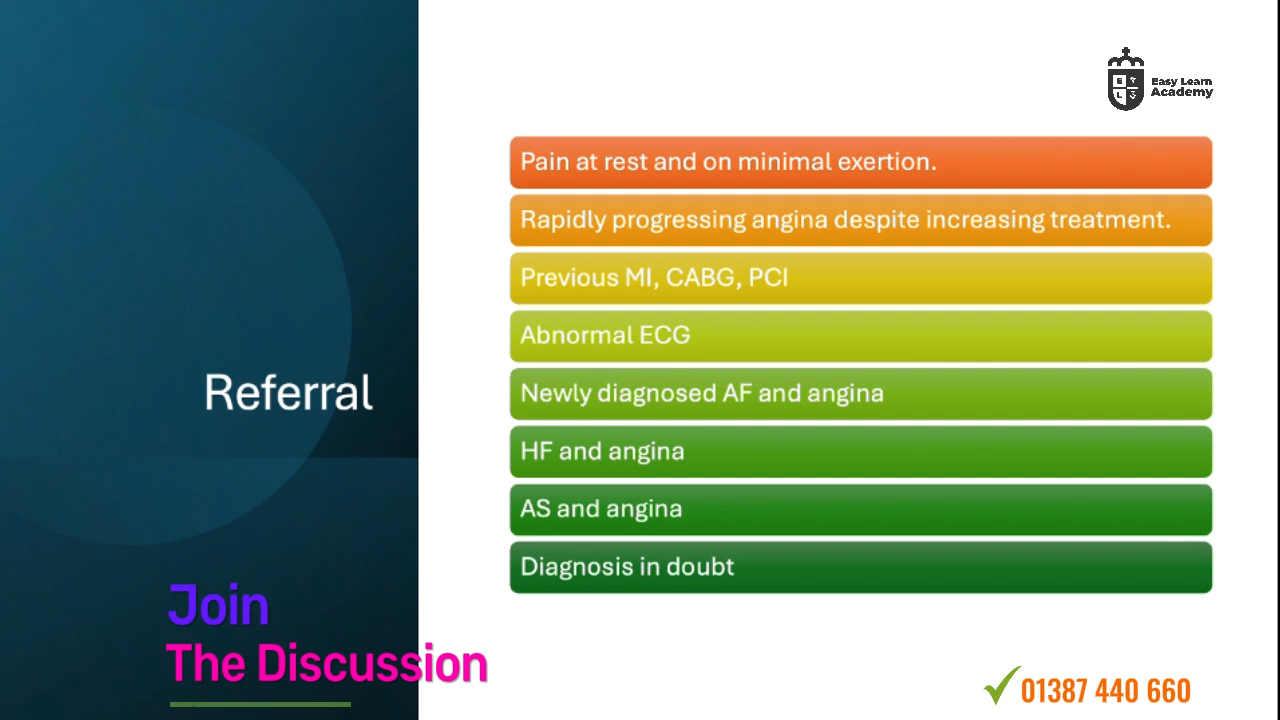 Easy Learn
Academy
Pain at rest and on minimal exertion.
Rapidly progressing angina despite increasing treatment.
Previous MI, CABG, PCI
Abnormal ECG
Newly diagnosed AF and angina
HF and angina
AS and angina
Diagnosis in doubt
Referral
Join
The Discussion
01387 440 660